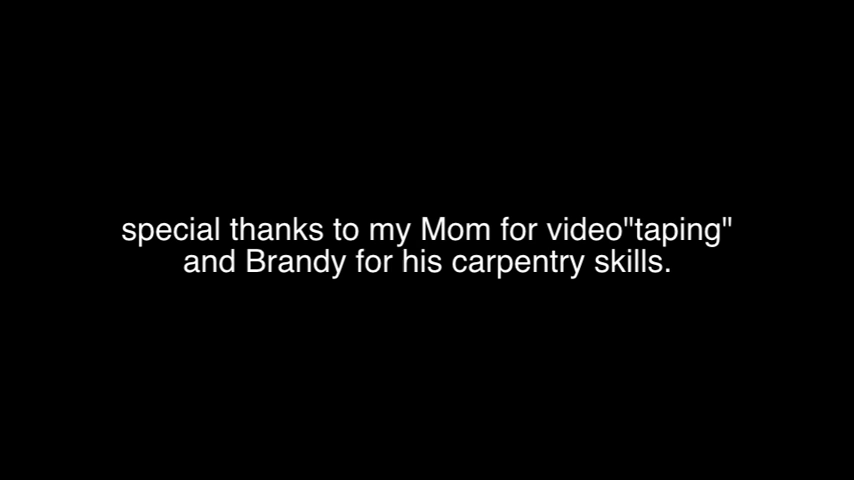 special thanks to my Mom for video"taping"
and Brandy for his carpentry skills.